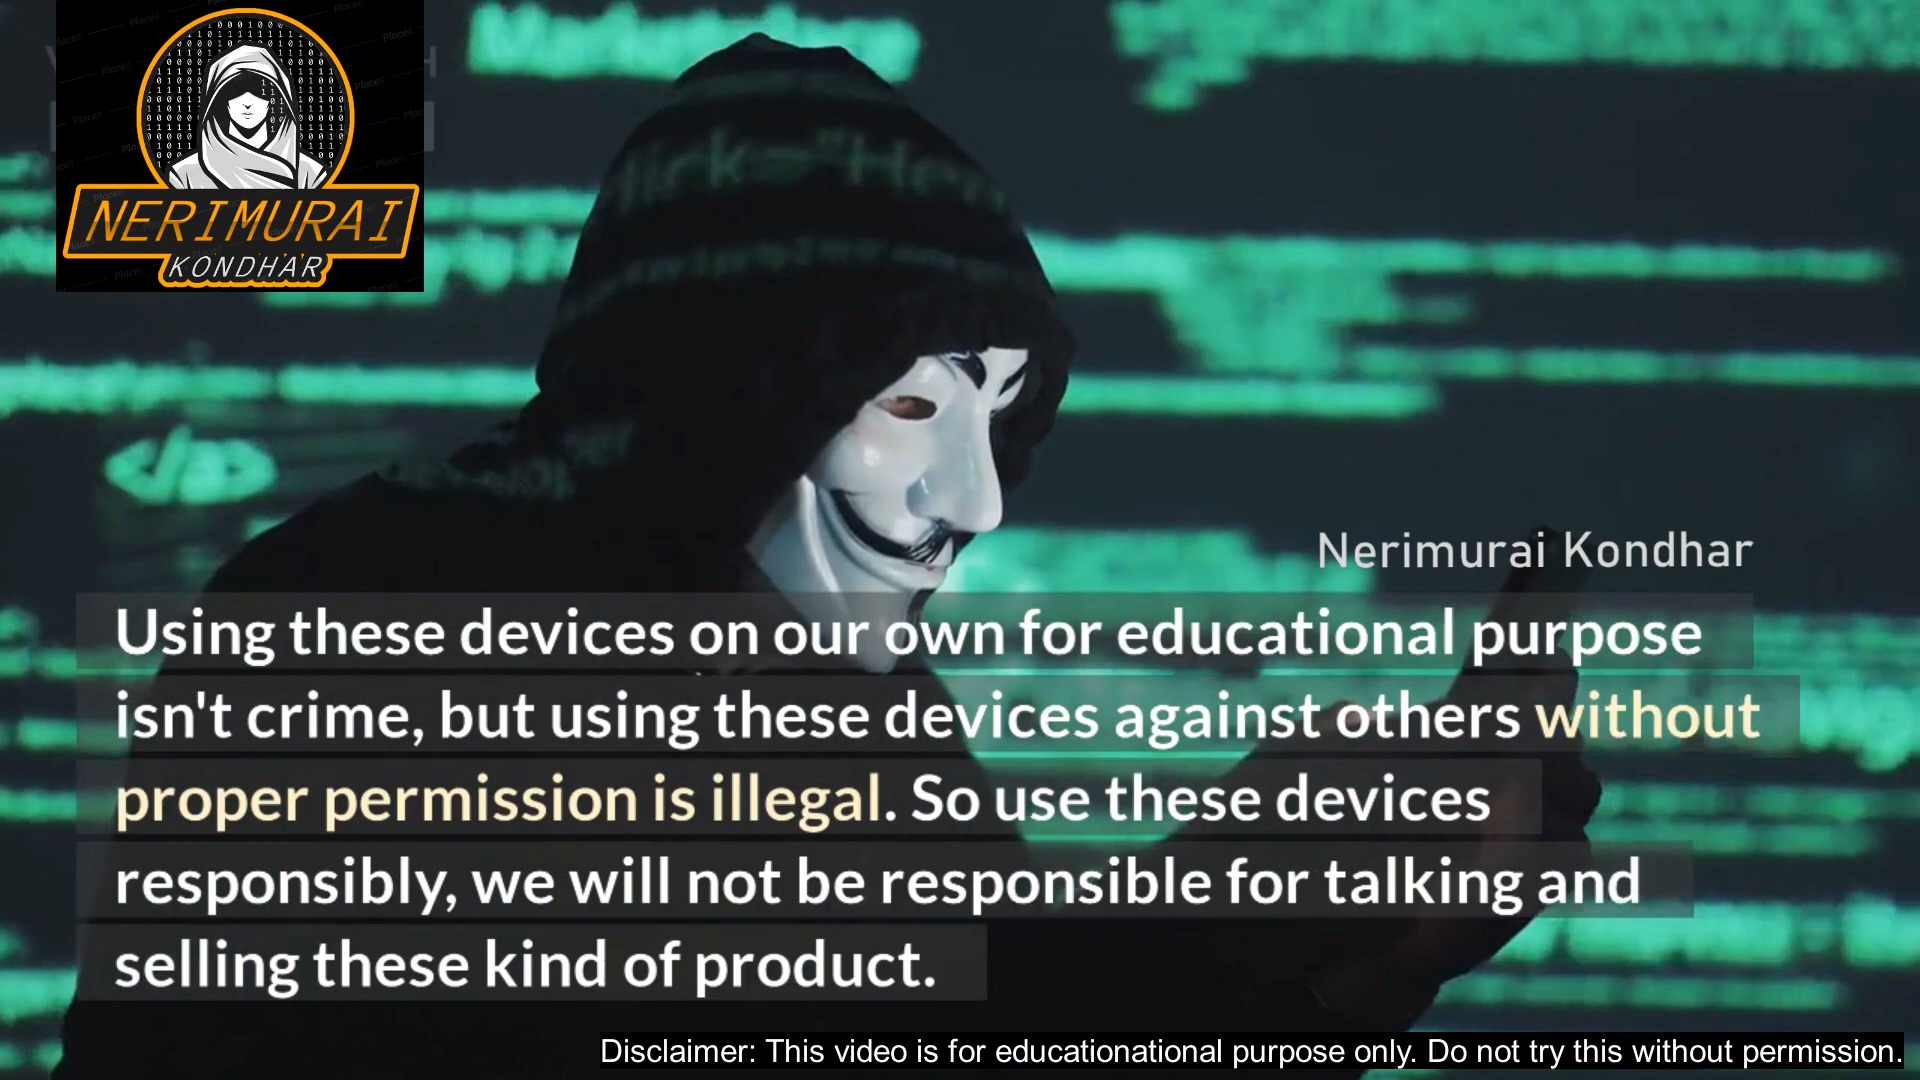 NERIMURAI
KONDHAR
Nerimurai Kondhar
Using these devices on our own for educational purpose
isn't crime, but using these devices against others without
proper permission is illegal. So use these devices
responsibly, we will not be responsible for talking and
selling these kind of product.
Disclaimer: This video is for educationational purpose only. Do not try this without permission.